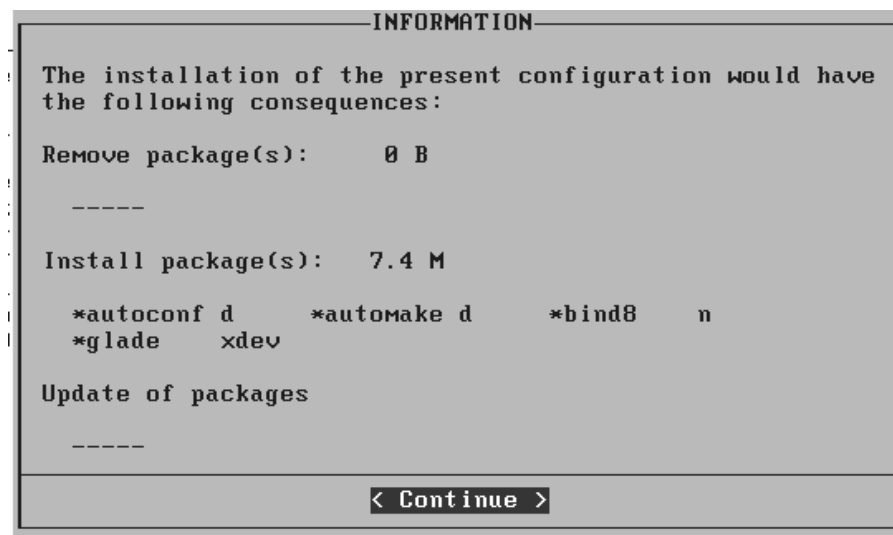 INFORMATION
The installation of the present configuration would have
the following consequences:
Remove package(s): 0 B
-----
Install package(s): 7.4 M
*autoconf d *automake d *bind8 n
*glade xdev
Update of packages
-----
< Continue >